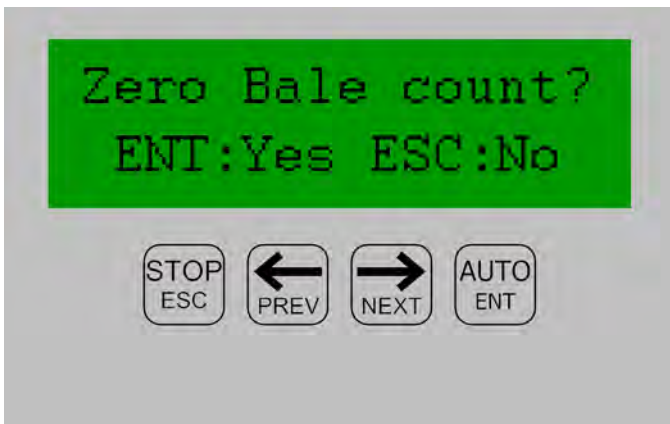 Zero Bale count?
ENT:Yes ESC:No
STOP
ESC
PREV
NEXT
AUTO
ENT